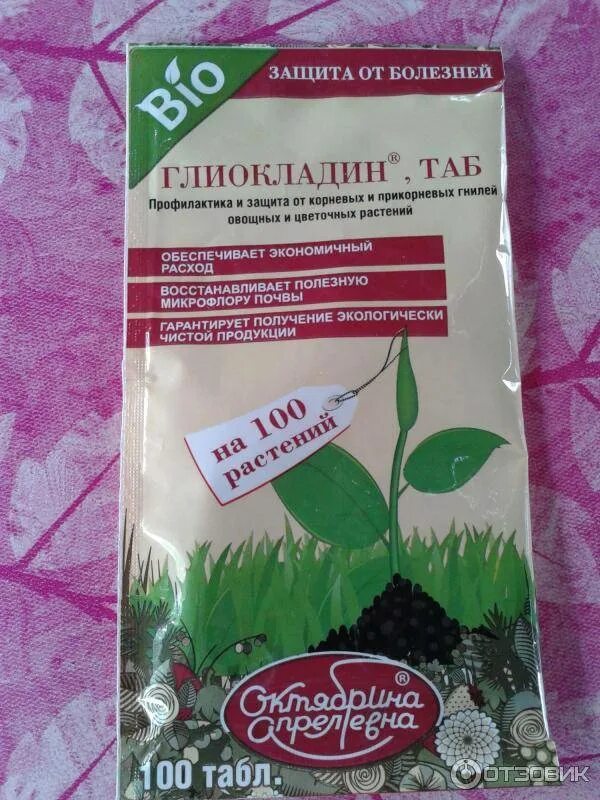 Bio
ЗАЩИТА ОТ БОЛЕЗНЕЙ
ГЛИОКЛАДИН®, ТАБ
Профилактика и защита от корневых и прикорневых гнилей
овощных и цветочных растений
ОБЕСПЕЧИВАЕТ ЭКОНОМИЧНЫЙ
РАСХОД
ВОССТАНАВЛИВАЕТ ПОЛЕЗНУЮ
МИКРОФЛОРУ ПОЧВЫ
ГАРАНТИРУЕТ ПОЛУЧЕНИЕ ЭКОЛОГИЧЕСКИ
ЧИСТОЙ ПРОДУКЦИИ
на 100
растений
Октябрина ®
Апрелевна
100 табл.
ОТЗОВИК